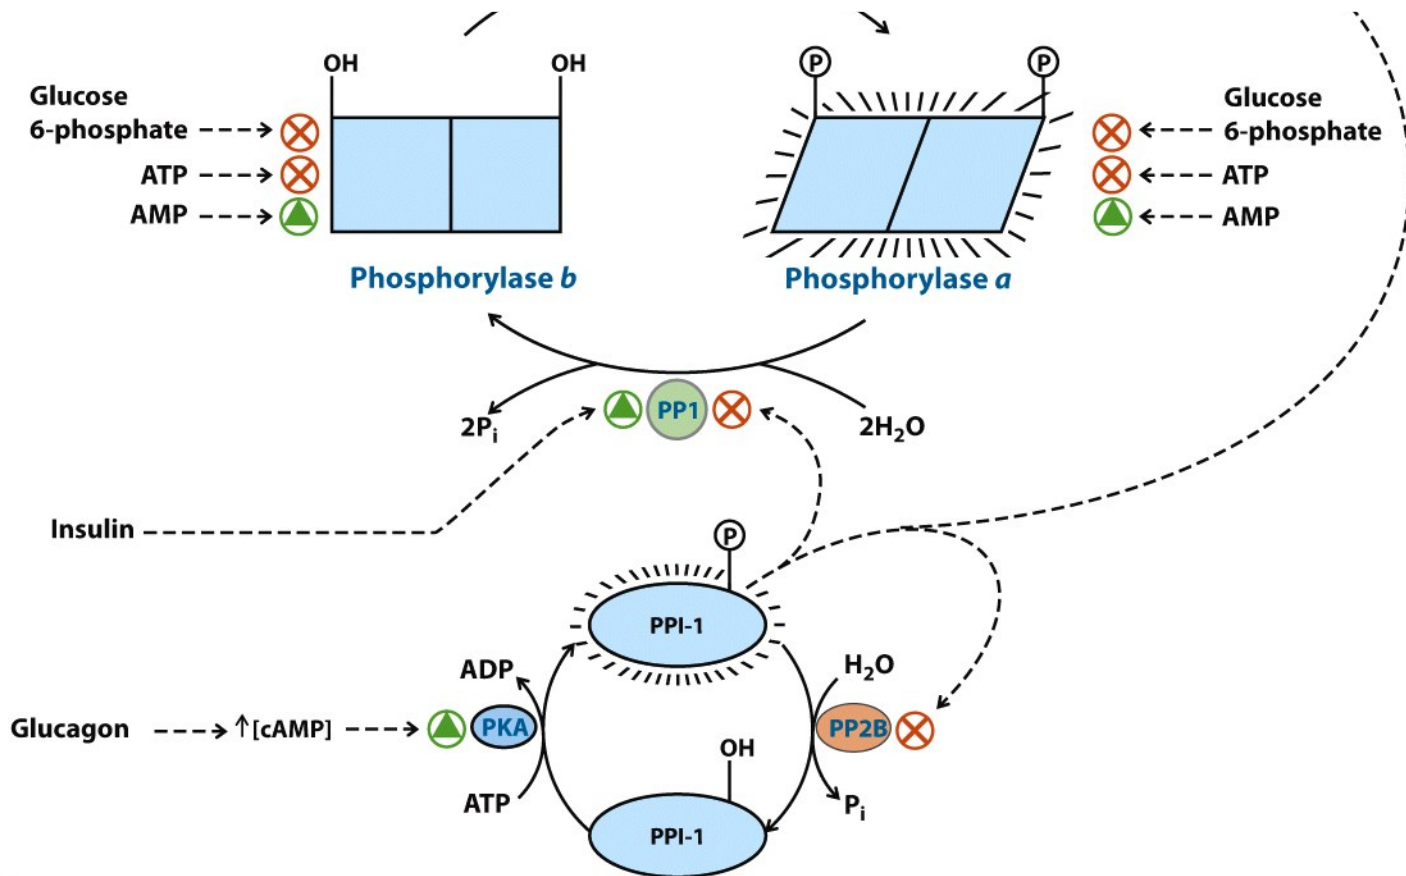 OH
OH
P
P
Glucose
6-phosphate
ATP
AMP
Glucose
6-phosphate
ATP
AMP
Phosphorylase b
Phosphorylase a
2Pi
PP1
2H2O
Insulin
P
PPI-1
ADP
H2O
Glucagon
↑[cAMP]
PKA
PP2B
OH
ATP
Pi
PPI-1